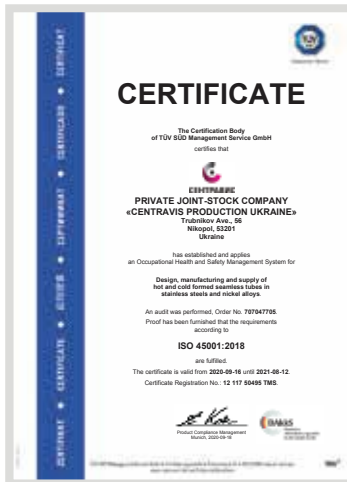 CERTIFICATE
The Certification Body
of TÜV SÜD Management Service GmbH
certifies that
ЦЕНТРАВИС
PRIVATE JOINT-STOCK COMPANY
«CENTRAVIS PRODUCTION UKRAINE»
Trubnikov Ave., 56
Nikopol, 53201
Ukraine
has established and applies
an Occupational Health and Safety Management System for
Design, manufacturing and supply of
hot and cold formed seamless tubes in
stainless steels and nickel alloys.
An audit was performed, Order No. 707047705.
Proof has been furnished that the requirements
according to
ISO 45001:2018
are fulfilled.
The certificate is valid from 2020-09-16 until 2021-08-12.
Certificate Registration No.: 12 117 50495 TMS.
Product Compliance Management
Munich, 2020-09-16
DAkkS
ZERTIFIKAT ◆ CERTIFICATE ◆
СЕРТИФИКАТ ◆ CERTIFICADO ◆ CERTIFICAT